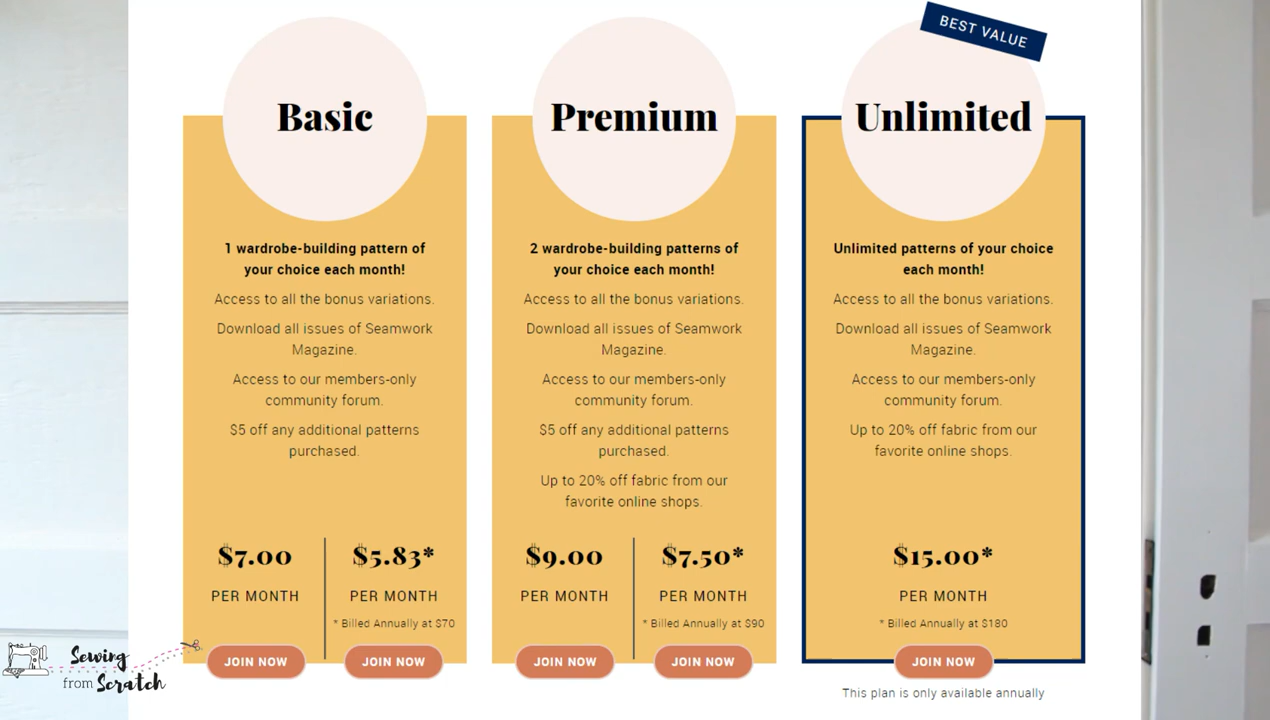 BEST VALUE
Basic
1 wardrobe-building pattern of
your choice each month!
Access to all the bonus variations.
Download all issues of Seamwork
Magazine.
Access to our members-only
community forum.
$5 off any additional patterns
purchased.
$7.00
PER MONTH
$5.83*
PER MONTH
* Billed Annually at $70
JOIN NOW
JOIN NOW
Premium
2 wardrobe-building patterns of
your choice each month!
Access to all the bonus variations.
Download all issues of Seamwork
Magazine.
Access to our members-only
community forum.
$5 off any additional patterns
purchased.
Up to 20% off fabric from our
favorite online shops.
$9.00
PER MONTH
$7.50*
PER MONTH
* Billed Annually at $90
JOIN NOW
JOIN NOW
Unlimited
Unlimited patterns of your choice
each month!
Access to all the bonus variations.
Download all issues of Seamwork
Magazine.
Access to our members-only
community forum.
Up to 20% off fabric from our
favorite online shops.
$15.00*
PER MONTH
* Billed Annually at $180
JOIN NOW
This plan is only available annually
Sewing
from Scratch